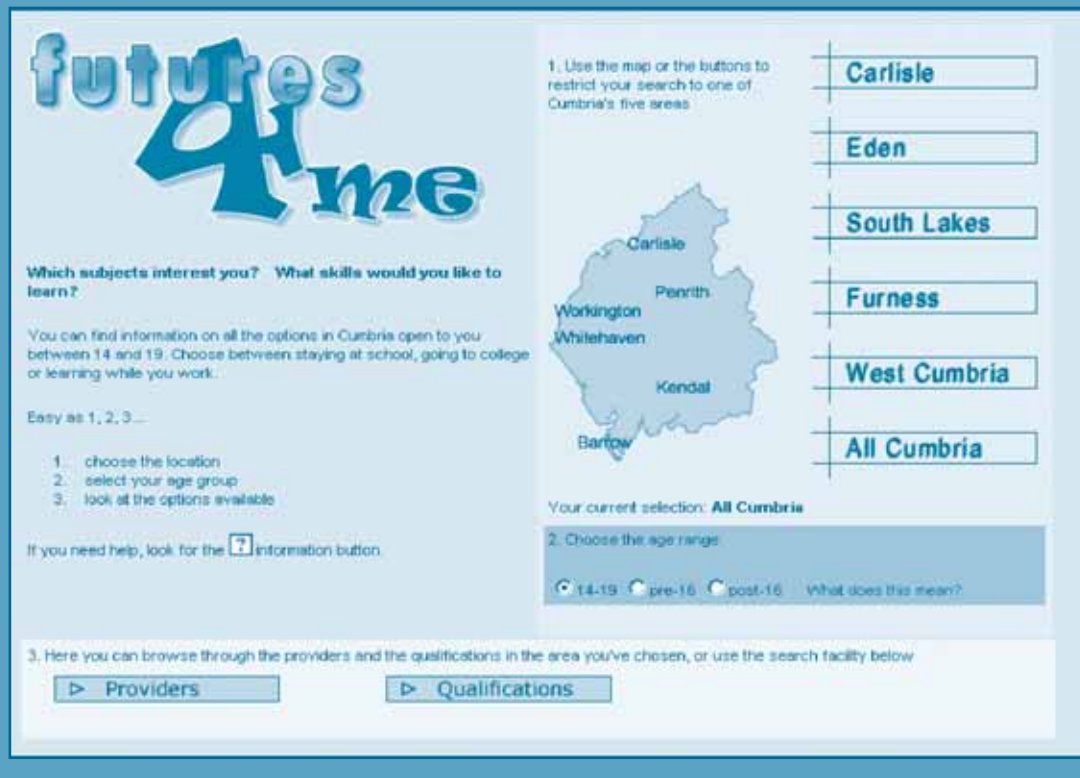 futures
4 me
Which subjects interest you? What skills would you like to
learn?
You can find information on all the options in Cumbria open to you
between 14 and 19. Choose between staying at school, going to college
or learning while you work.
Easy as 1, 2, 3...
1. choose the location
2. select your age group
3. look at the options available
If you need help, look for the ? information button.
1. Use the map or the buttons to
restrict your search to one of
Cumbria's five areas
Carlisle
Penrith
Workington
Whitehaven
Kendal
Barrow
Carlisle
Eden
South Lakes
Furness
West Cumbria
All Cumbria
Your current selection: All Cumbria
2. Choose the age range
14-19 pre-16 post-16 What does this mean?
3. Here you can browse through the providers and the qualifications in the area you've chosen, or use the search facility below
Providers
Qualifications